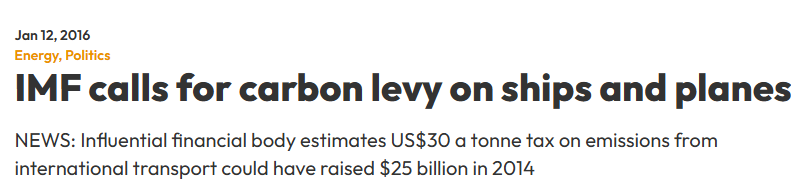 Jan 12, 2016
Energy, Politics
IMF calls for carbon levy on ships and planes
NEWS: Influential financial body estimates US$30 a tonne tax on emissions from
international transport could have raised $25 billion in 2014